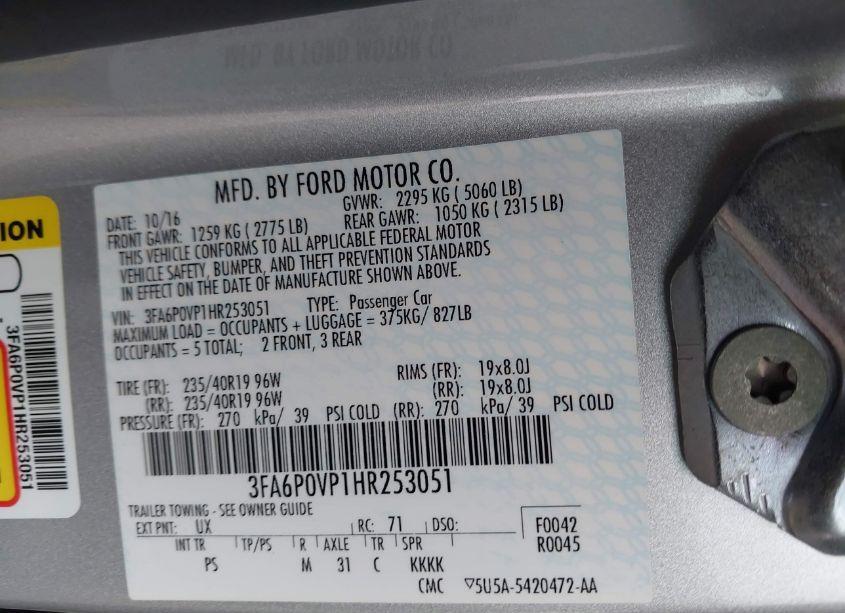 MFD. BY FORD MOTOR CO.
MFD. BY FORD MOTOR CO.
DATE: 10/16 GVWR: 2295 KG ( 5060 LB)
FRONT GAWR: 1259 KG ( 2775 LB) REAR GAWR: 1050 KG ( 2315 LB)
THIS VEHICLE CONFORMS TO ALL APPLICABLE FEDERAL MOTOR
VEHICLE SAFETY, BUMPER, AND THEFT PREVENTION STANDARDS
IN EFFECT ON THE DATE OF MANUFACTURE SHOWN ABOVE.
VIN: 3FA6P0VP1HR253051 TYPE: Passenger Car
MAXIMUM LOAD = OCCUPANTS + LUGGAGE = 375KG/ 827LB
OCCUPANTS = 5 TOTAL; 2 FRONT, 3 REAR
TIRE (FR): 235/40R19 96W RIMS (FR): 19x8.0J
(RR): 235/40R19 96W (RR): 19x8.0J
PRESSURE (FR): 270 kPa/ 39 PSI COLD (RR): 270 kPa/ 39 PSI COLD
3FA6P0VP1HR253051
TRAILER TOWING - SEE OWNER GUIDE
EXT PNT: UX RC: 71 DSO: F0042
INT TR TP/PS R AXLE TR SPR R0045
PS M 31 C KKKK
CMC ▽5U5A-5420472-AA
ION
3FA6P0VP1HR253051